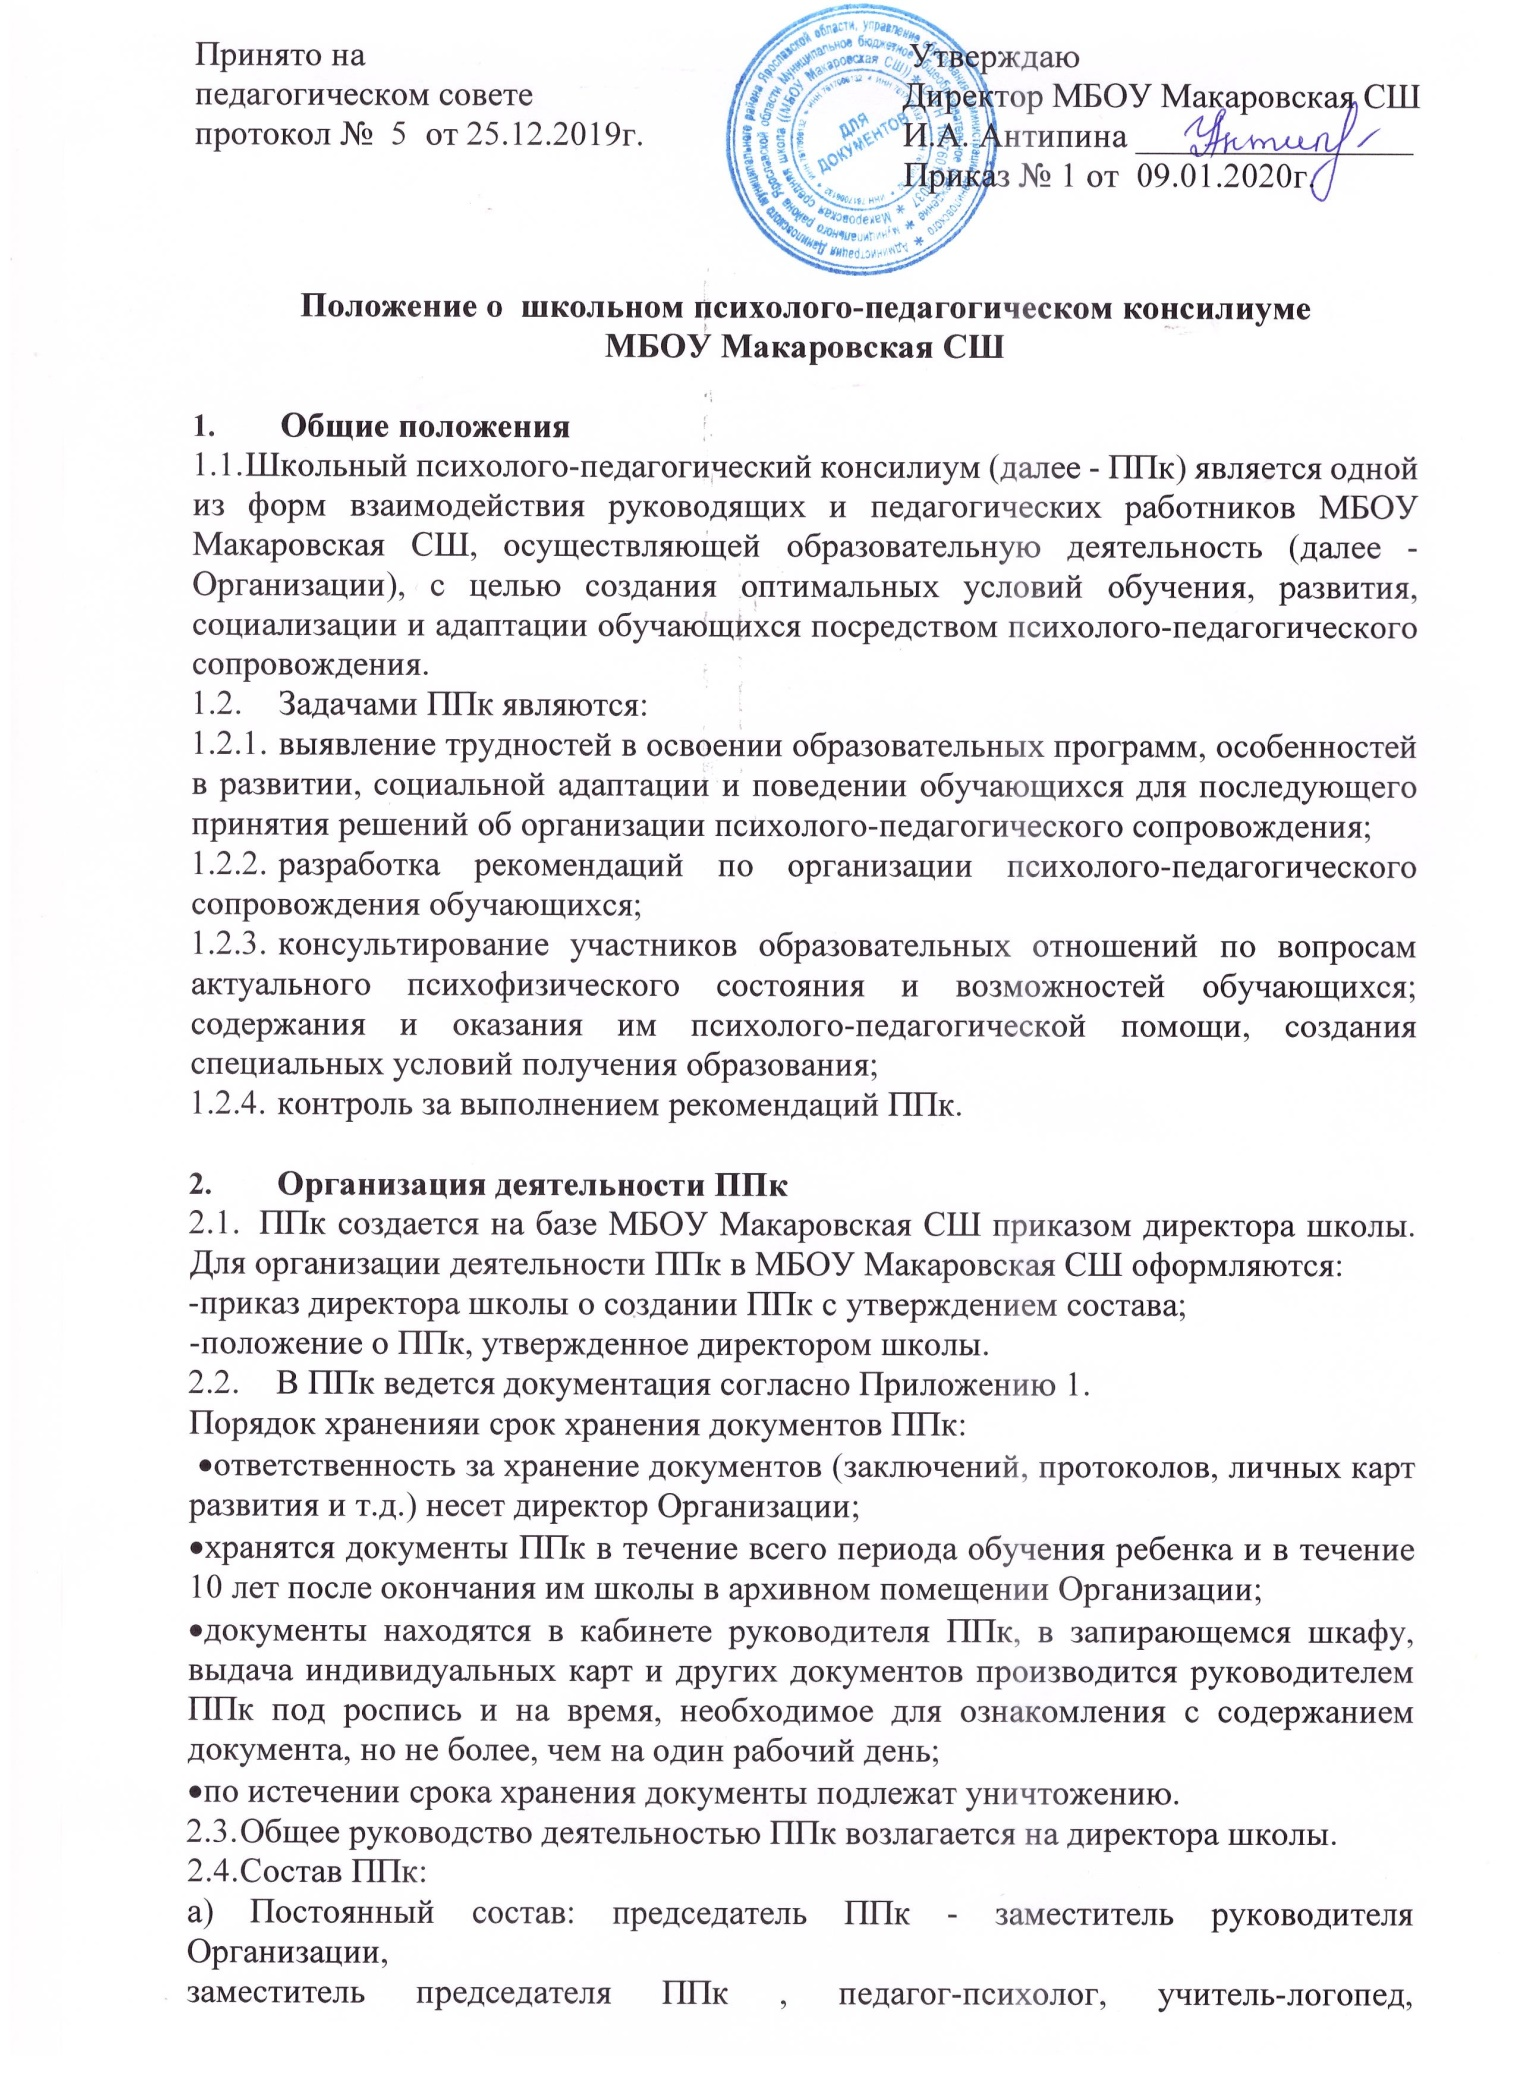 Принято на
педагогическом совете
протокол № 5 от 25.12.2019г.
Утверждаю
Директор МБОУ Макаровская СШ
И.А. Антипина
Приказ № 1 от 09.01.2020г.
ДЛЯ
ДОКУМЕНТОВ
Положение о школьном психолого-педагогическом консилиуме
МБОУ Макаровская СШ
1. Общие положения
1.1.Школьный психолого-педагогический консилиум (далее - ППк) является одной
из форм взаимодействия руководящих и педагогических работников МБОУ
Макаровская СШ, осуществляющей образовательную деятельность (далее -
Организации), с целью создания оптимальных условий обучения, развития,
социализации и адаптации обучающихся посредством психолого-педагогического
сопровождения.
1.2. Задачами ППк являются:
1.2.1. выявление трудностей в освоении образовательных программ, особенностей
в развитии, социальной адаптации и поведении обучающихся для последующего
принятия решений об организации психолого-педагогического сопровождения;
1.2.2. разработка рекомендаций по организации психолого-педагогического
сопровождения обучающихся;
1.2.3. консультирование участников образовательных отношений по вопросам
актуального психофизического состояния и возможностей обучающихся;
содержания и оказания им психолого-педагогической помощи, создания
специальных условий получения образования;
1.2.4. контроль за выполнением рекомендаций ППк.
2. Организация деятельности ППк
2.1. ППк создается на базе МБОУ Макаровская СШ приказом директора школы.
Для организации деятельности ППк в МБОУ Макаровская СШ оформляются:
-приказ директора школы о создании ППк с утверждением состава;
-положение о ППк, утвержденное директором школы.
2.2. В ППк ведется документация согласно Приложению 1.
Порядок храненияи срок хранения документов ППк:
•ответственность за хранение документов (заключений, протоколов, личных карт
развития и т.д.) несет директор Организации;
•хранятся документы ППк в течение всего периода обучения ребенка и в течение
10 лет после окончания им школы в архивном помещении Организации;
•документы находятся в кабинете руководителя ППк, в запирающемся шкафу,
выдача индивидуальных карт и других документов производится руководителем
ППк под роспись и на время, необходимое для ознакомления с содержанием
документа, но не более, чем на один рабочий день;
•по истечении срока хранения документы подлежат уничтожению.
2.3.Общее руководство деятельностью ППк возлагается на директора школы.
2.4.Состав ППк:
а) Постоянный состав: председатель ППк - заместитель руководителя
Организации,
заместитель председателя ППк , педагог-психолог, учитель-логопед,